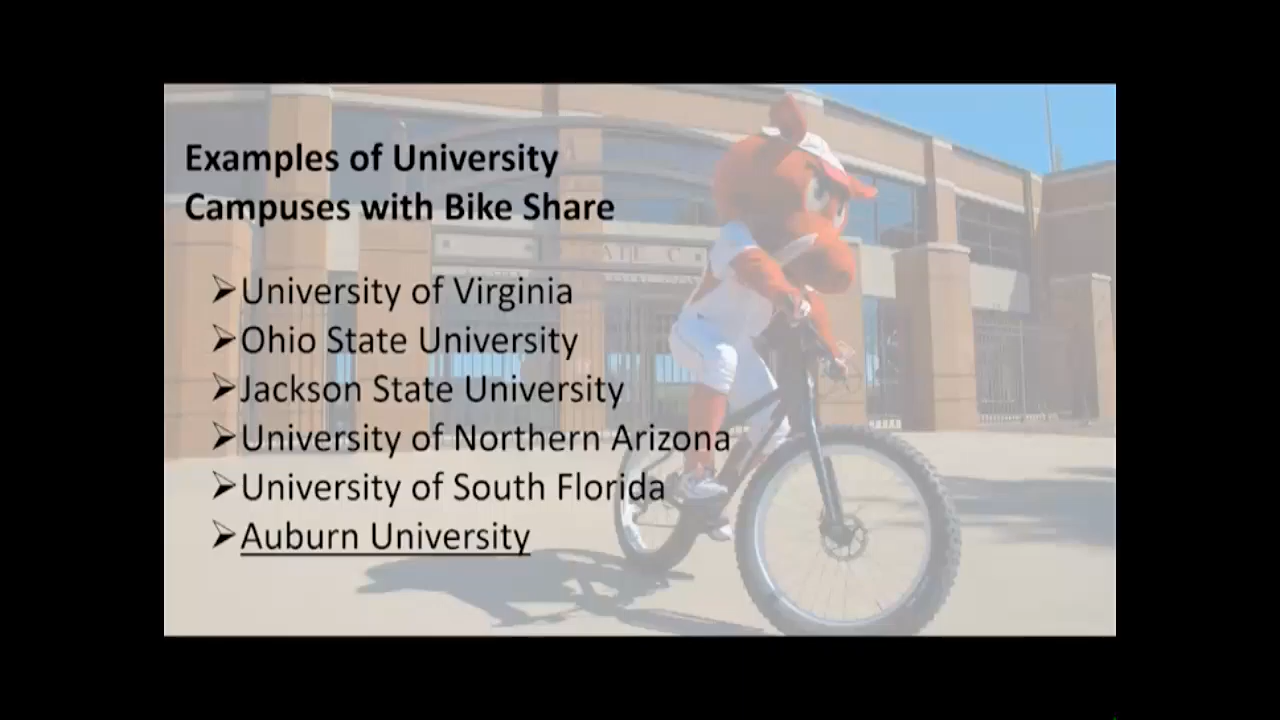 Examples of University
Campuses with Bike Share
➢University of Virginia
➢Ohio State University
➢Jackson State University
➢University of Northern Arizona
➢University of South Florida
➢Auburn University